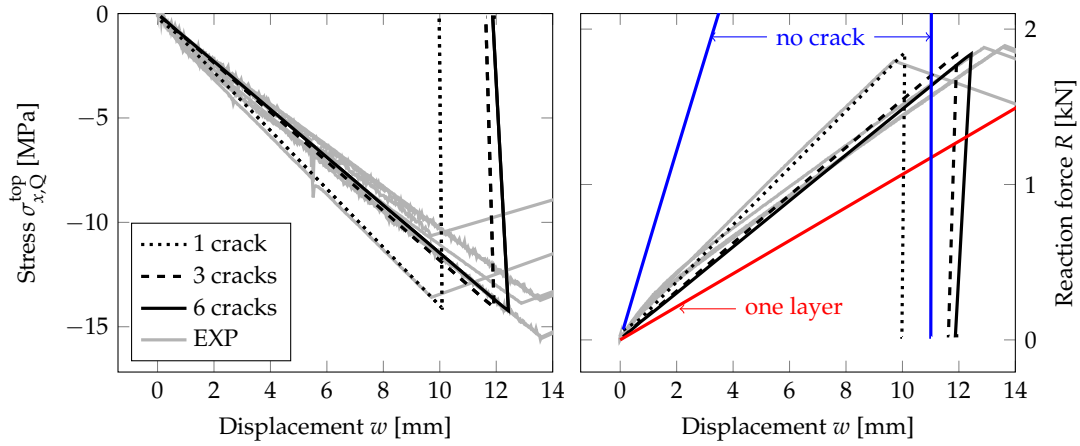 0
−5
−10
−15
Stress σ_{x,Q}^{top} [MPa]
1 crack
3 cracks
6 cracks
EXP
0 2 4 6 8 10 12 14
Displacement w [mm]
no crack
one layer
2
1
0
Reaction force R [kN]
0 2 4 6 8 10 12 14
Displacement w [mm]